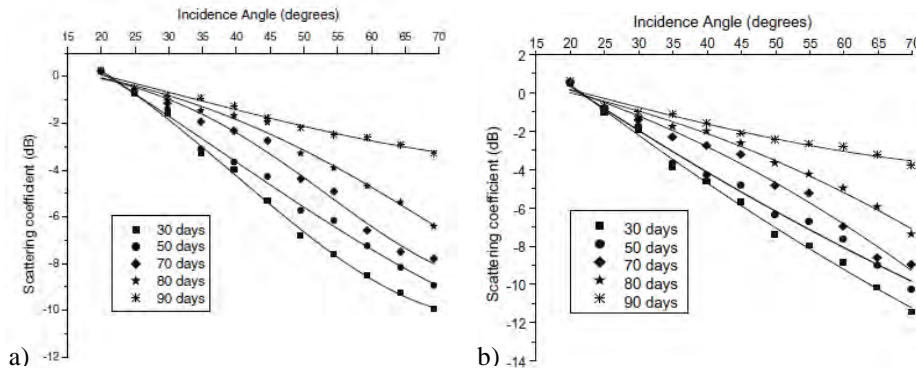 Incidence Angle (degrees)
15 20 25 30 35 40 45 50 55 60 65 70
0
-2
-4
-6
-8
-10
-12
Scattering coefficient (dB)
30 days
50 days
70 days
80 days
90 days
a)
Incidence Angle (degrees)
15 20 25 30 35 40 45 50 55 60 65 70
2
0
-2
-4
-6
-8
-10
-12
-14
Scattering coefficient (dB)
30 days
50 days
70 days
80 days
90 days
b)